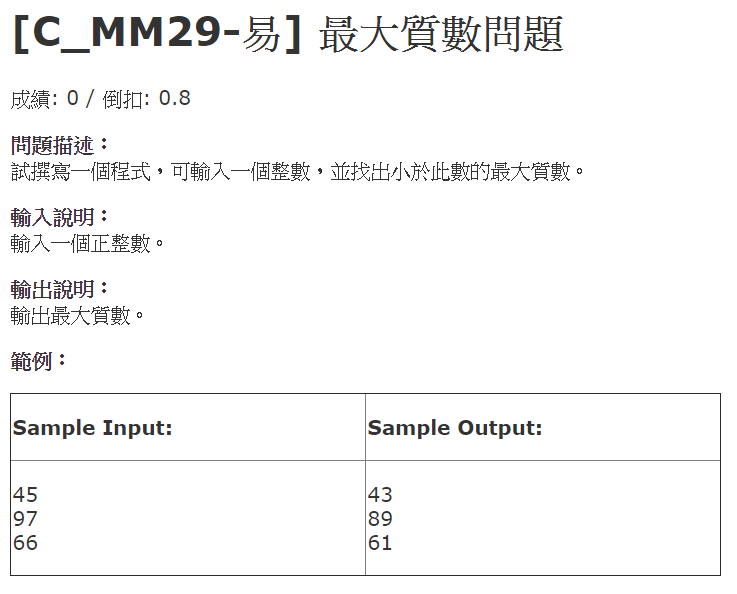 [C_MM29-易] 最大質數問題
成績: 0 / 倒扣: 0.8
問題描述：
試撰寫一個程式，可輸入一個整數，並找出小於此數的最大質數。
輸入說明：
輸入一個正整數。
輸出說明：
輸出最大質數。
範例：
Sample Input: Sample Output:
45 43
97 89
66 61